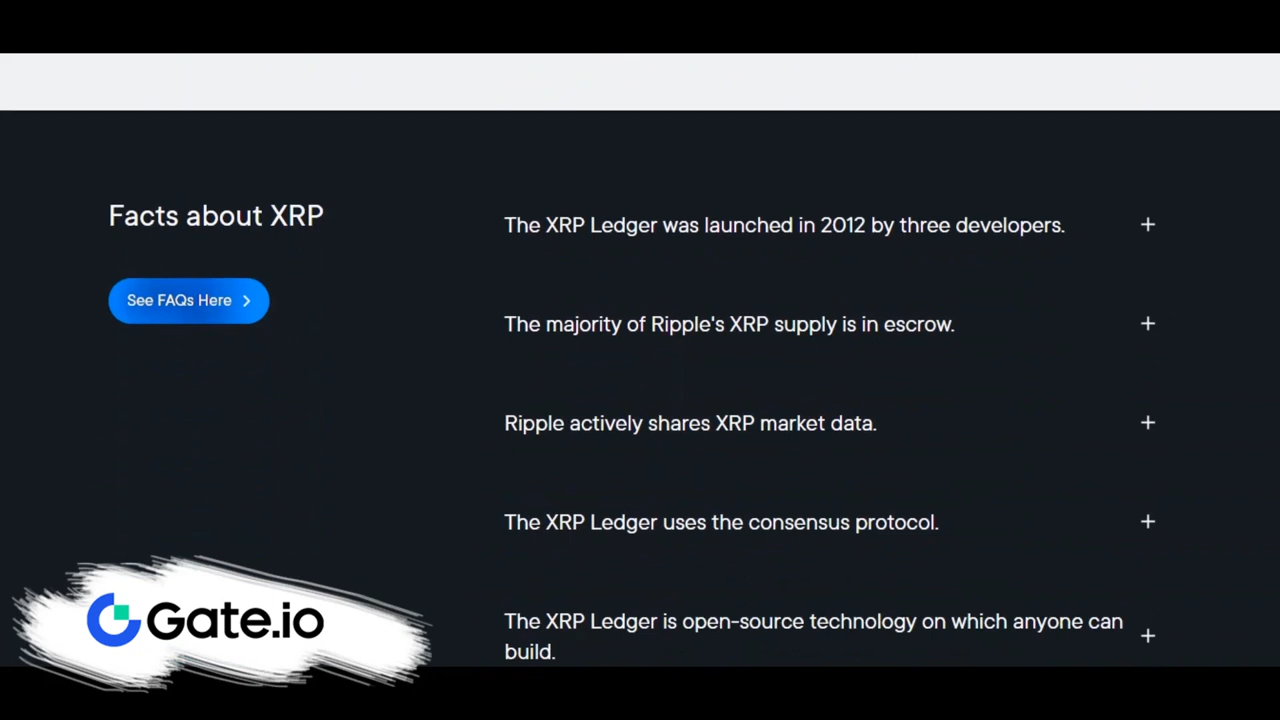 Facts about XRP
See FAQs Here
The XRP Ledger was launched in 2012 by three developers.
The majority of Ripple's XRP supply is in escrow.
Ripple actively shares XRP market data.
The XRP Ledger uses the consensus protocol.
The XRP Ledger is open-source technology on which anyone can
build.
Gate.io